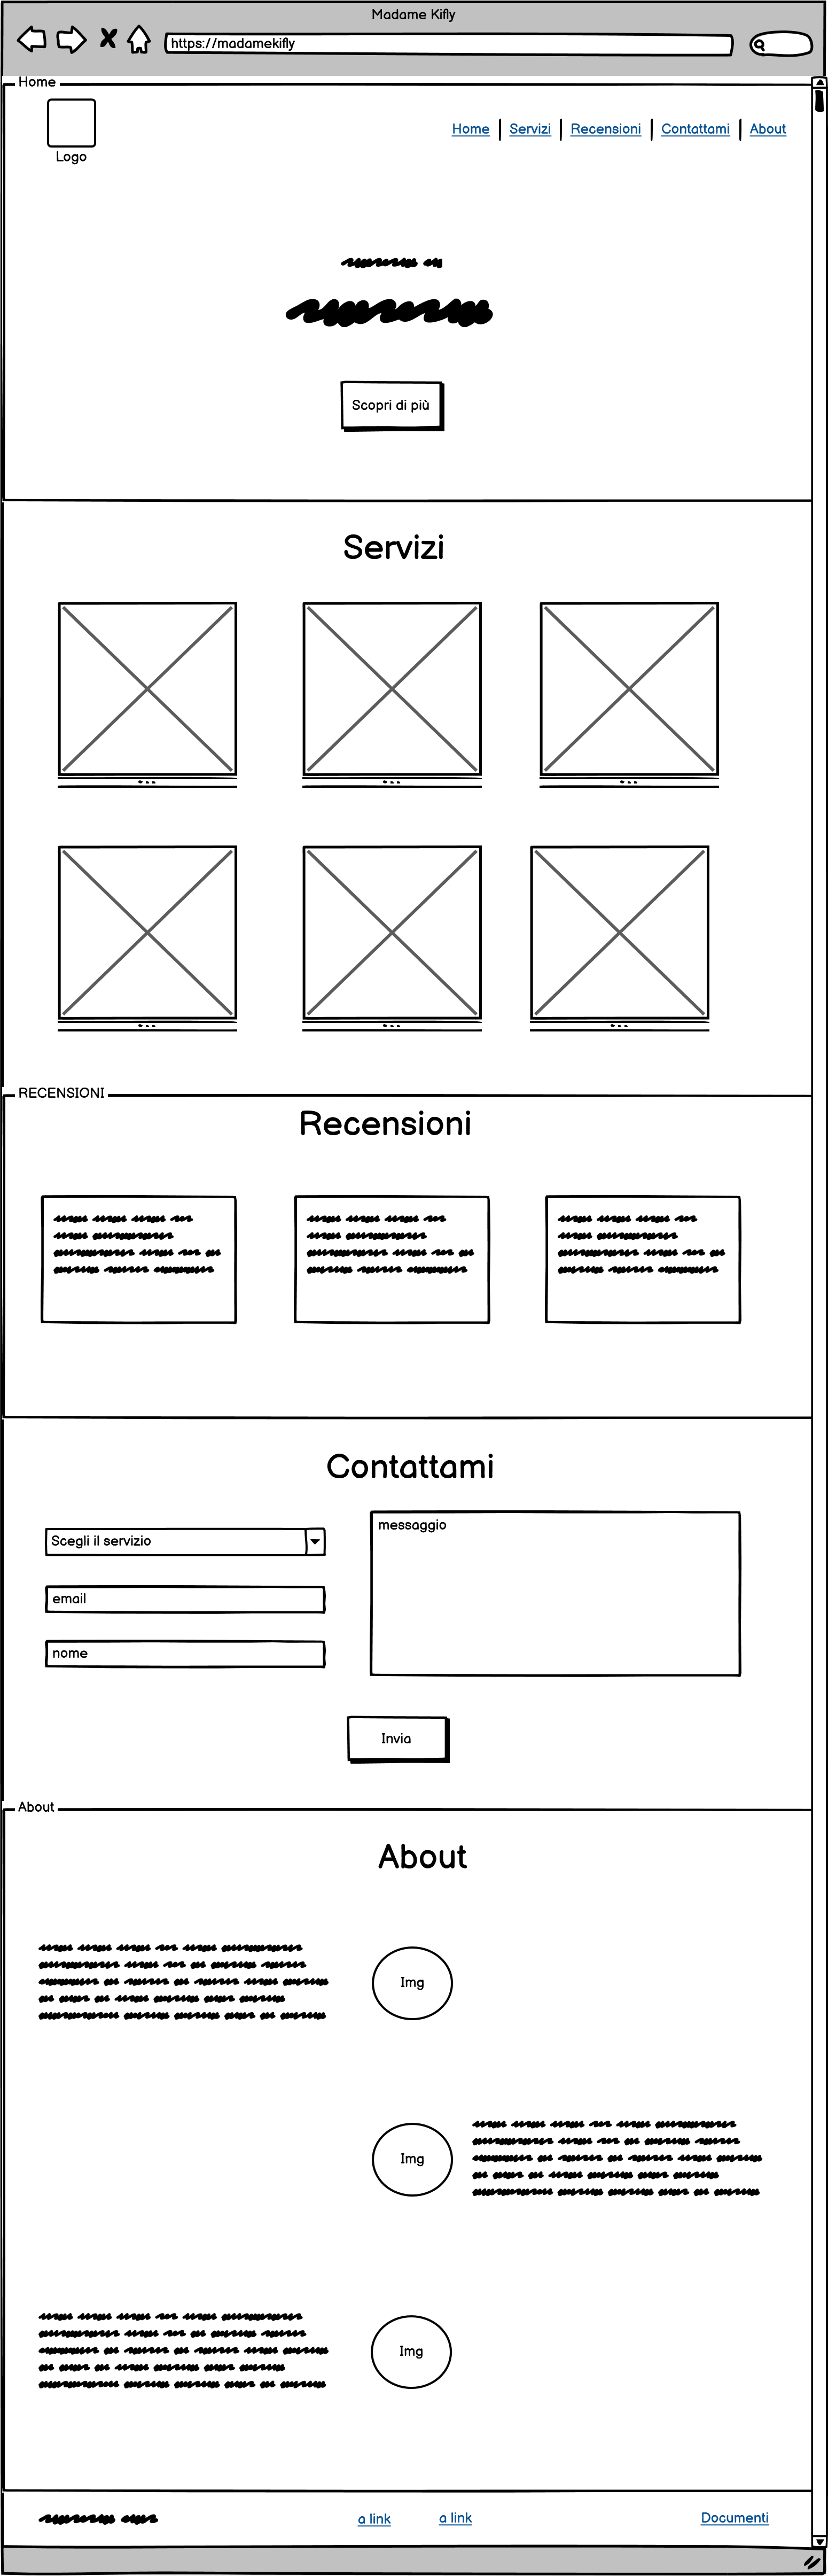 Madame Kifly
https://madamekifly
Home
Logo
Home Servizi Recensioni Contattami About
Scopri di più
Servizi
RECENSIONI
Recensioni
Contattami
Scegli il servizio
email
nome
messaggio
Invia
About
About
Img
Img
Img
a link a link Documenti